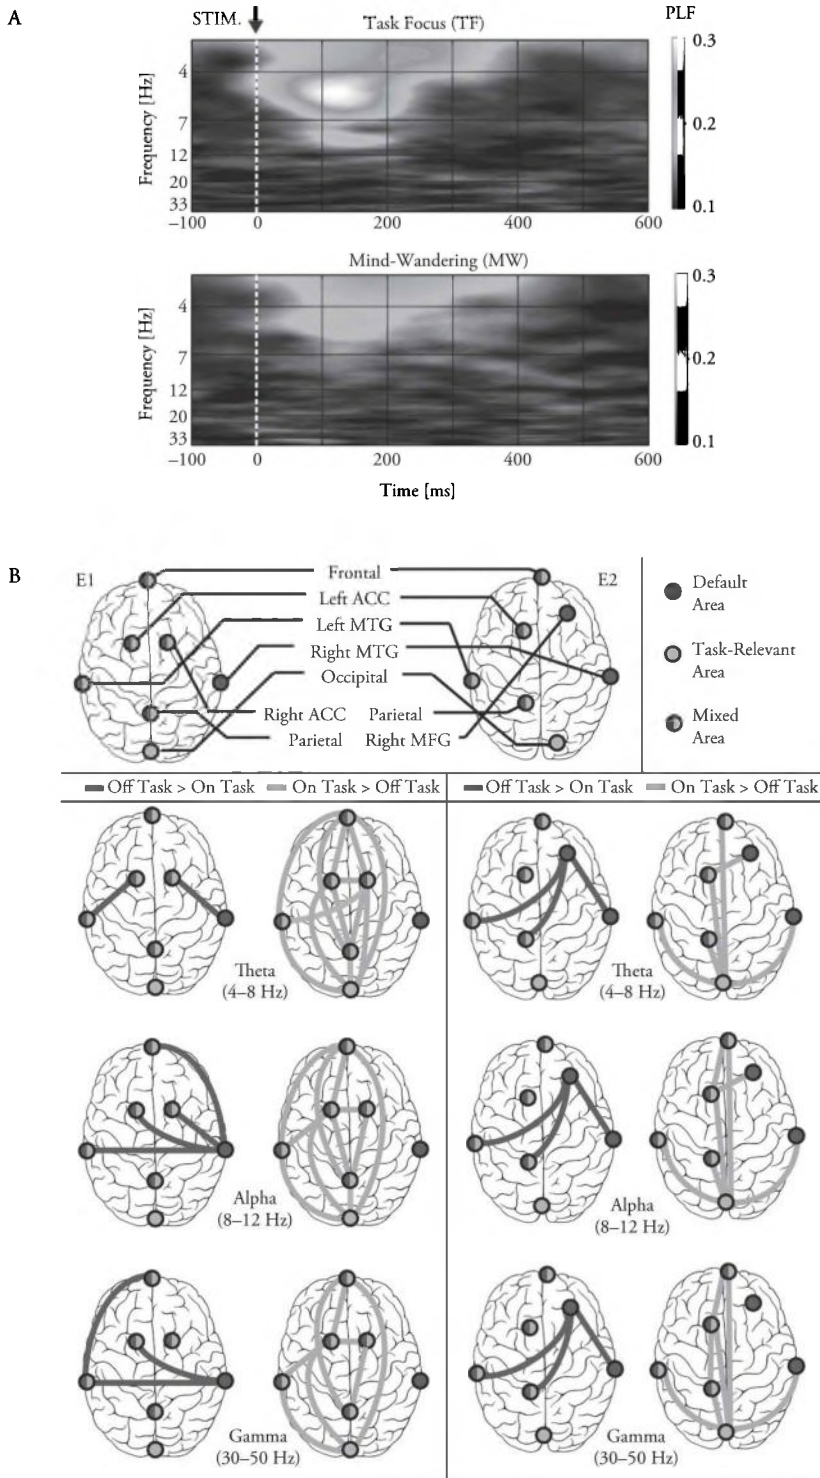 A
STIM.
Task Focus (TF)
PLF
Frequency [Hz]
4
7
12
20
33
–100 0 200 400 600
0.3
0.2
0.1
Mind-Wandering (MW)
Frequency [Hz]
4
7
12
20
33
–100 0 200 400 600
0.3
0.2
0.1
Time [ms]
B
E1
Frontal
Left ACC
Left MTG
Right MTG
Occipital
Right ACC Parietal
Parietal Right MFG
E2
Default
Area
Task-Relevant
Area
Mixed
Area
Off Task > On Task On Task > Off Task
Off Task > On Task On Task > Off Task
Theta
(4–8 Hz)
Theta
(4–8 Hz)
Alpha
(8–12 Hz)
Alpha
(8–12 Hz)
Gamma
(30–50 Hz)
Gamma
(30–50 Hz)